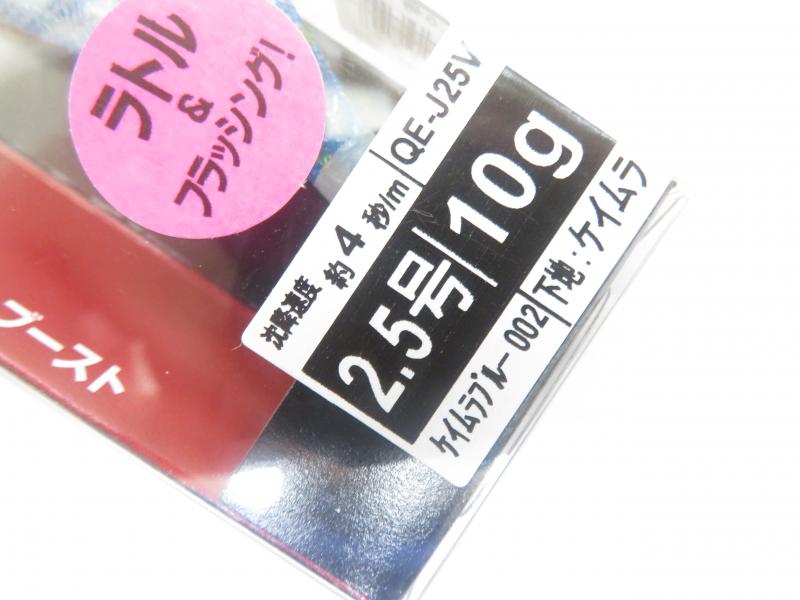 ラトル
&
フラッシング!
沈降速度 約4秒/m QE-J25V
2.5号 10g
ケイムラブルー 002 下地:ケイムラ
ブースト